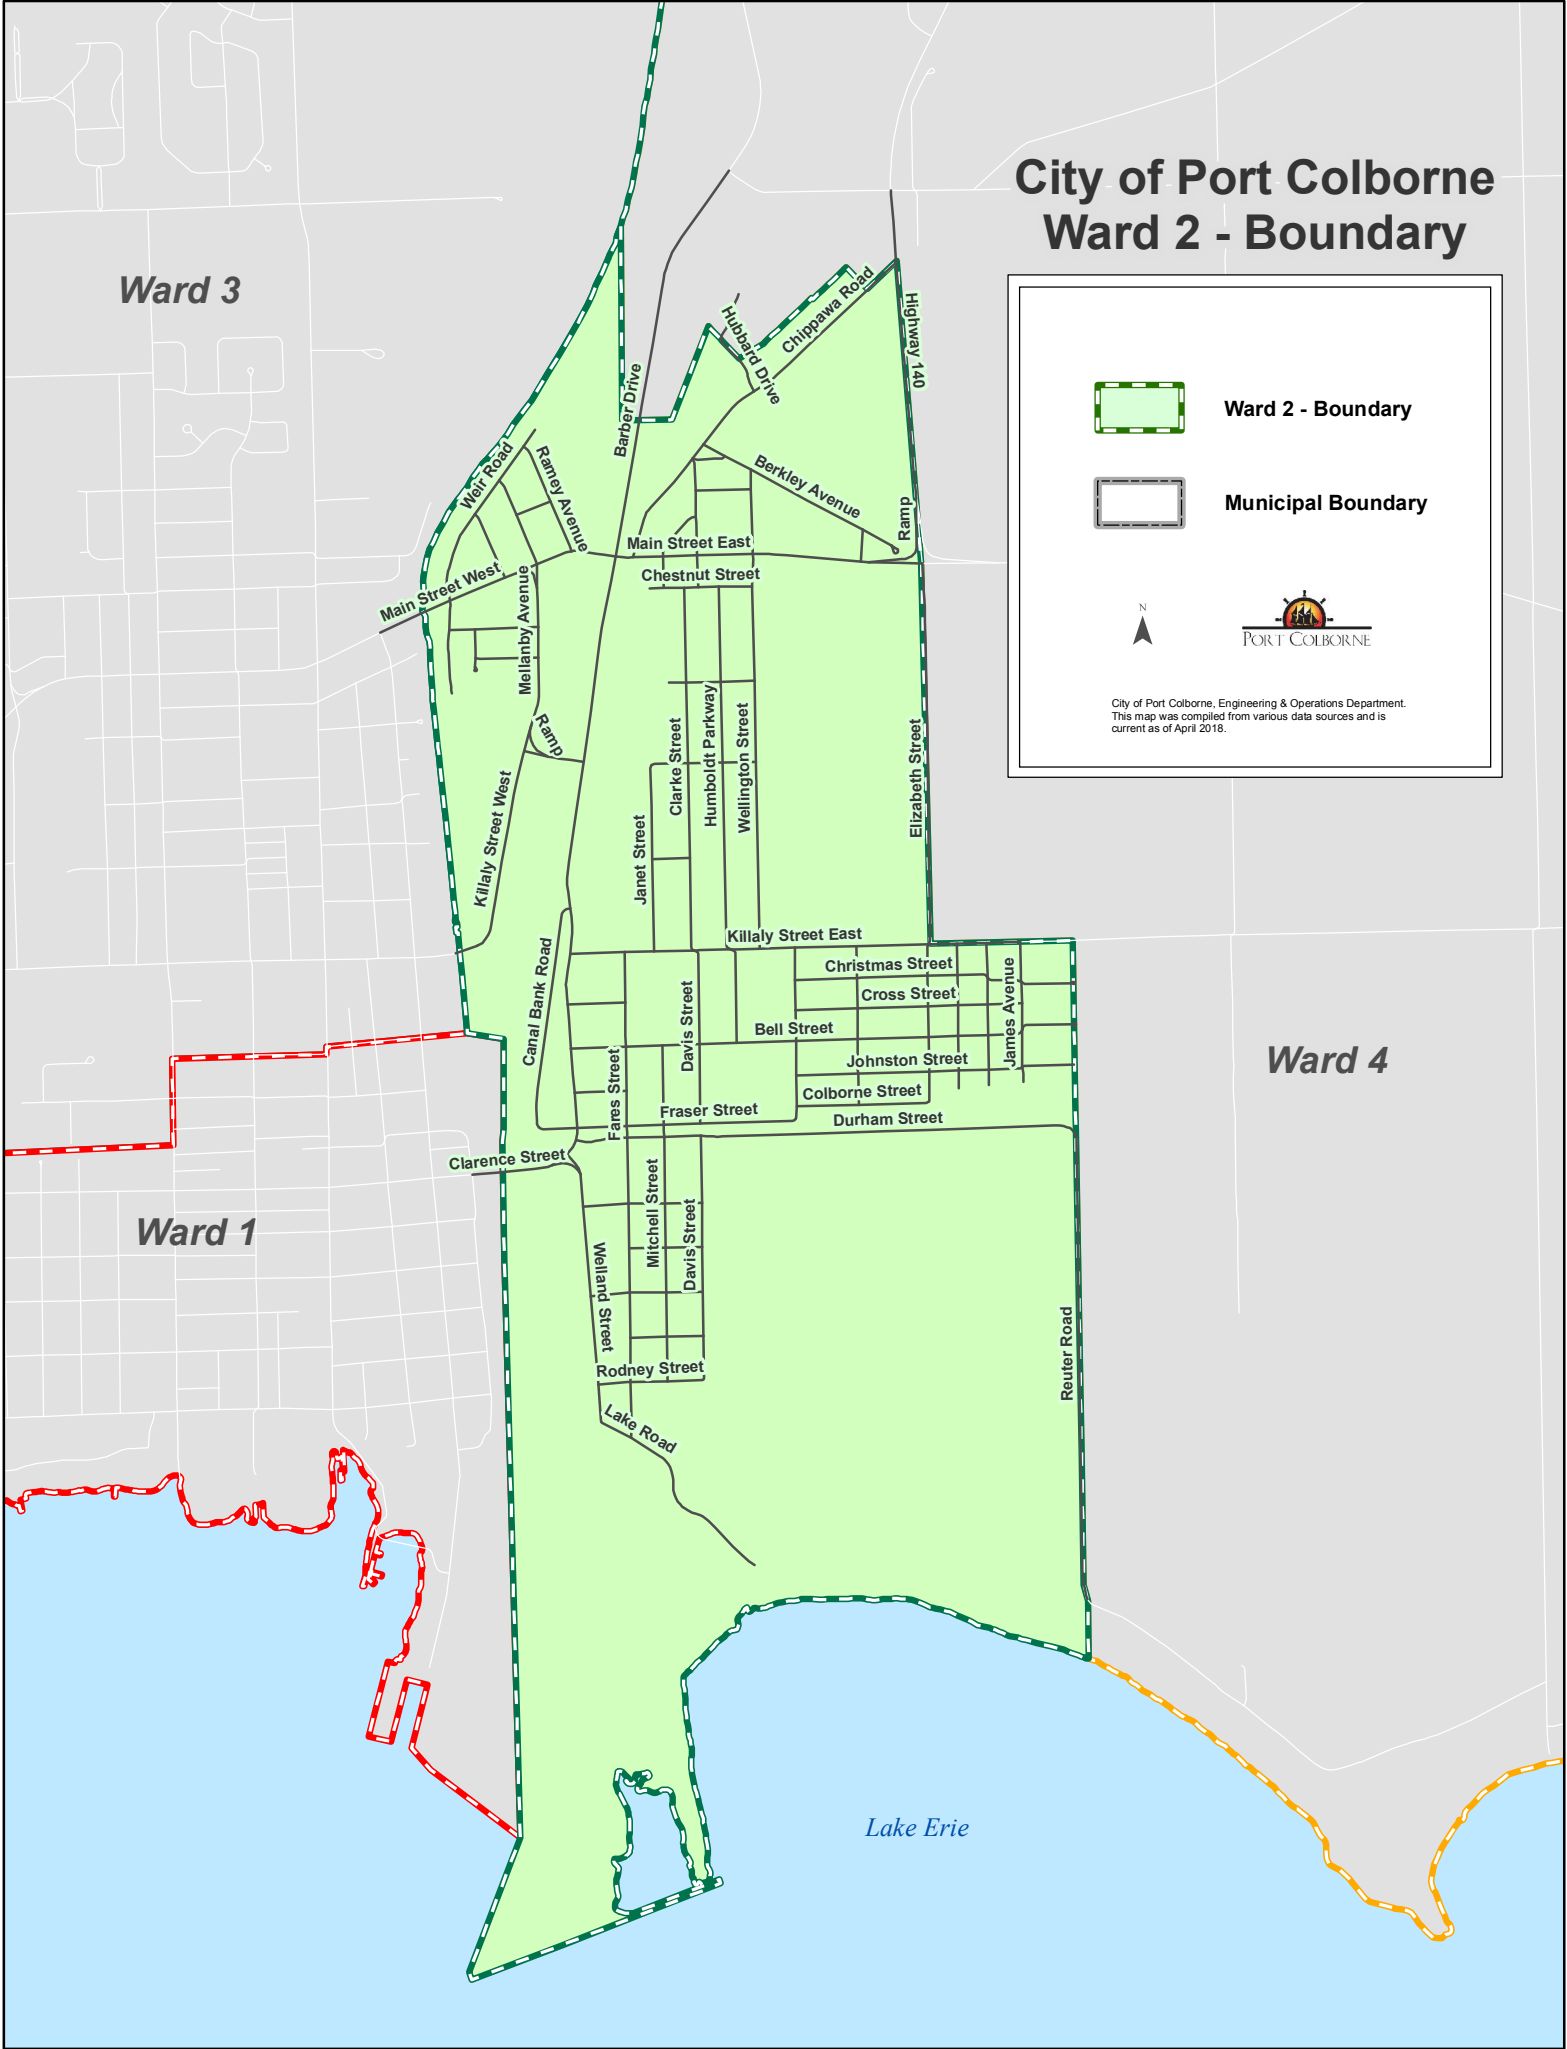 City of Port Colborne
Ward 2 - Boundary
Ward 2 - Boundary
Municipal Boundary
N
PORT COLBORNE
City of Port Colborne, Engineering & Operations Department.
This map was compiled from various data sources and is
current as of April 2018.
Ward 3
Chippawa Road
Hubbard Drive
Highway 140
Barber Drive
Weir Road
Ramey Avenue
Berkley Avenue
Ramp
Main Street East
Main Street West
Chestnut Street
Mellanby Avenue
Ramp
Clarke Street
Humboldt Parkway
Wellington Street
Elizabeth Street
Killaly Street West
Janet Street
Killaly Street East
Canal Bank Road
Christmas Street
Cross Street
James Avenue
Davis Street
Bell Street
Johnston Street
Ward 4
Fares Street
Colborne Street
Fraser Street
Durham Street
Clarence Street
Ward 1
Mitchell Street
Davis Street
Welland Street
Reuter Road
Rodney Street
Lake Road
Lake Erie